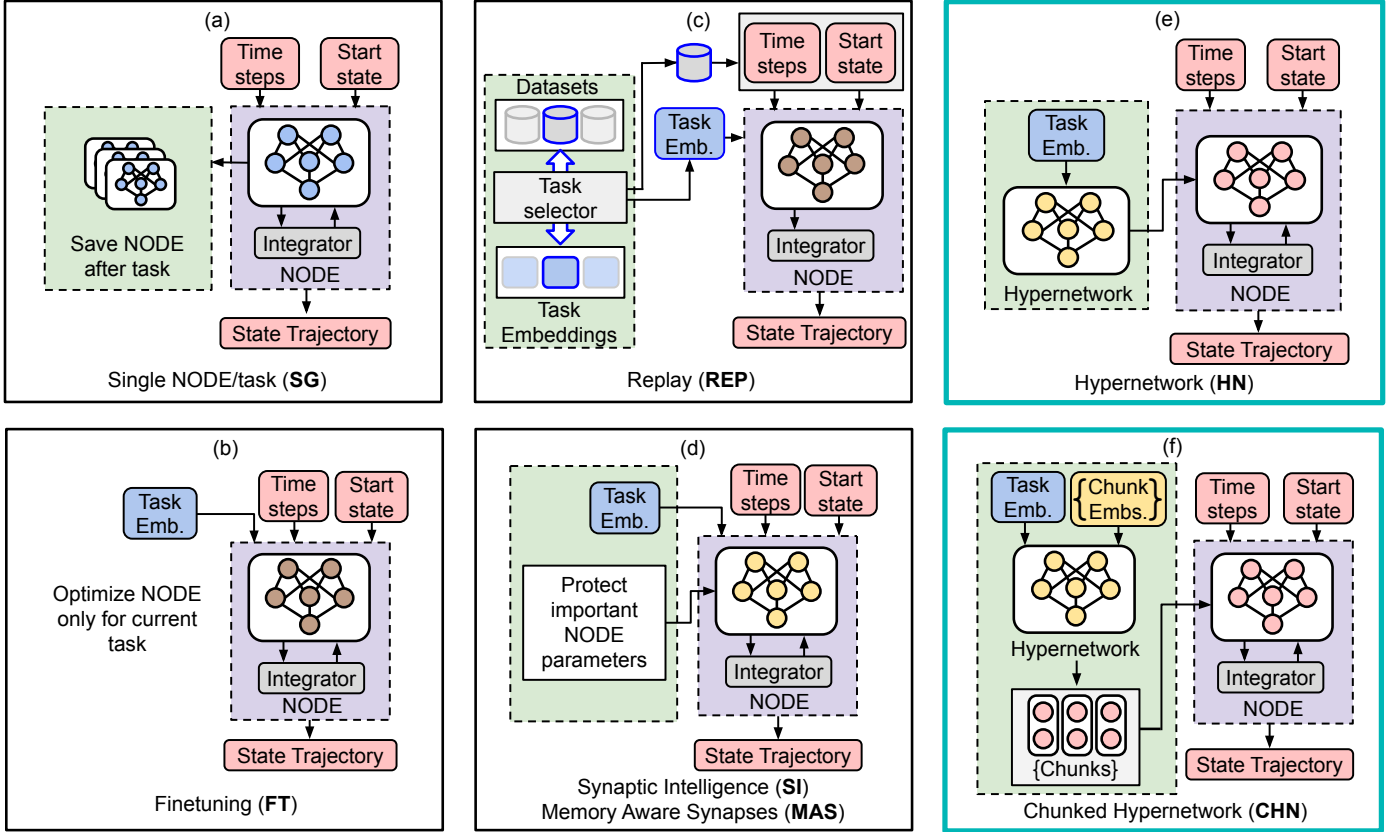 (a)
Time
steps
Start
state
Save NODE
after task
Integrator
NODE
State Trajectory
Single NODE/task (SG)
(c)
Datasets
Task
selector
Task
Embeddings
Task
Emb.
Time
steps
Start
state
Integrator
NODE
State Trajectory
Replay (REP)
(e)
Time
steps
Start
state
Task
Emb.
Hypernetwork
Integrator
NODE
State Trajectory
Hypernetwork (HN)
(b)
Task
Emb.
Time
steps
Start
state
Optimize NODE
only for current
task
Integrator
NODE
State Trajectory
Finetuning (FT)
(d)
Task
Emb.
Time
steps
Start
state
Protect
important
NODE
parameters
Integrator
NODE
State Trajectory
Synaptic Intelligence (SI)
Memory Aware Synapses (MAS)
(f)
Task
Emb.
{Chunk
Embs.}
Time
steps
Start
state
Hypernetwork
{Chunks}
Integrator
NODE
State Trajectory
Chunked Hypernetwork (CHN)